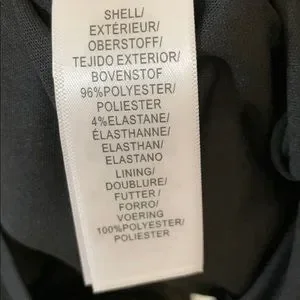 SHELL/
EXTÉRIEUR/
OBERSTOFF/
TEJIDO EXTERIOR/
BOVENSTOF
96%POLYESTER/
POLIESTER
4%ELASTANE/
ÉLASTHANNE/
ELASTHAN/
ELASTANO
LINING/
DOUBLURE/
FUTTER/
FORRO/
VOERING
100%POLYESTER/
POLIESTER